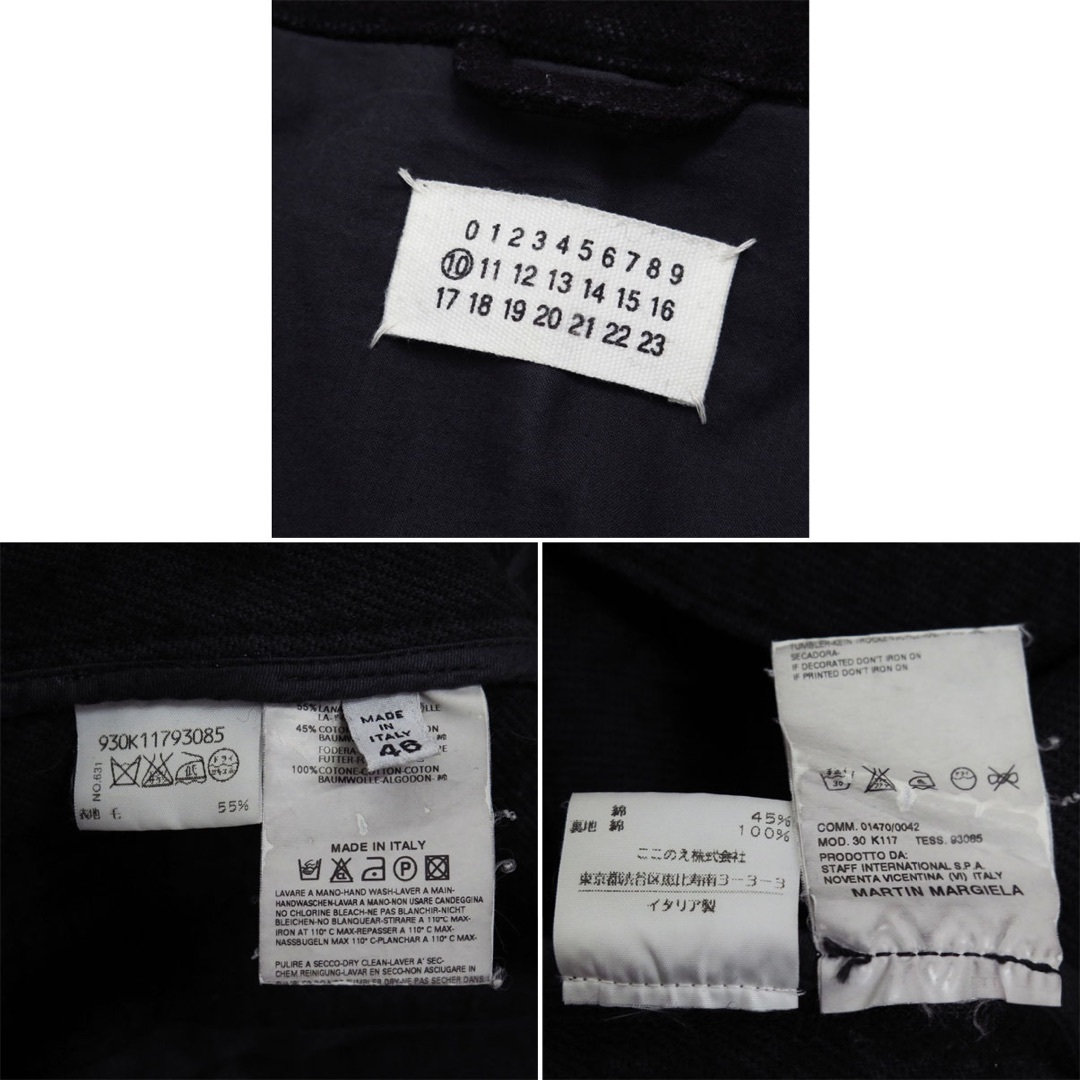 0 1 2 3 4 5 6 7 8 9
10 11 12 13 14 15 16
17 18 19 20 21 22 23
930K11793085
NO.631
表地 毛 55%
55% LANA
45% COTO
BAUMW
FODERA
FUTTER-FO
100% COTONE-COTTON-COTON
BAUMWOLLE-ALGODON-綿
MADE
IN
ITALY
46
MADE IN ITALY
LAVARE A MANO-HAND WASH-LAVER A MAIN-
HANDWASCHEN-LAVAR A MANO-NON USARE CANDEGGINA
NO CHLORINE BLEACH-NE PAS BLANCHIR-NICHT
BLEICHEN-NO BLANQUEAR-STIRARE A 110°C MAX-
IRON AT 110° C MAX-REPASSER A 110° C MAX-
NASSBUGELN MAX 110° C-PLANCHAR A 110°C MAX-
PULIRE A SECCO-DRY CLEAN-LAVER A' SEC-
CHEM REINIGUNG-LAVAR EN SECO-NON ASCIUGARE IN
綿 45%
裏地 綿 100%
ここのえ株式会社
東京都渋谷区恵比寿南3-3-3
イタリア製
SECADORA-
IF DECORATED DON'T IRON ON
IF PRINTED DON'T IRON ON
COMM. 01470/0042
MOD. 30 K117 TESS. 93085
PRODOTTO DA:
STAFF INTERNATIONAL S.P.A.
NOVENTA VICENTINA (VI) ITALY
MARTIN MARGIELA